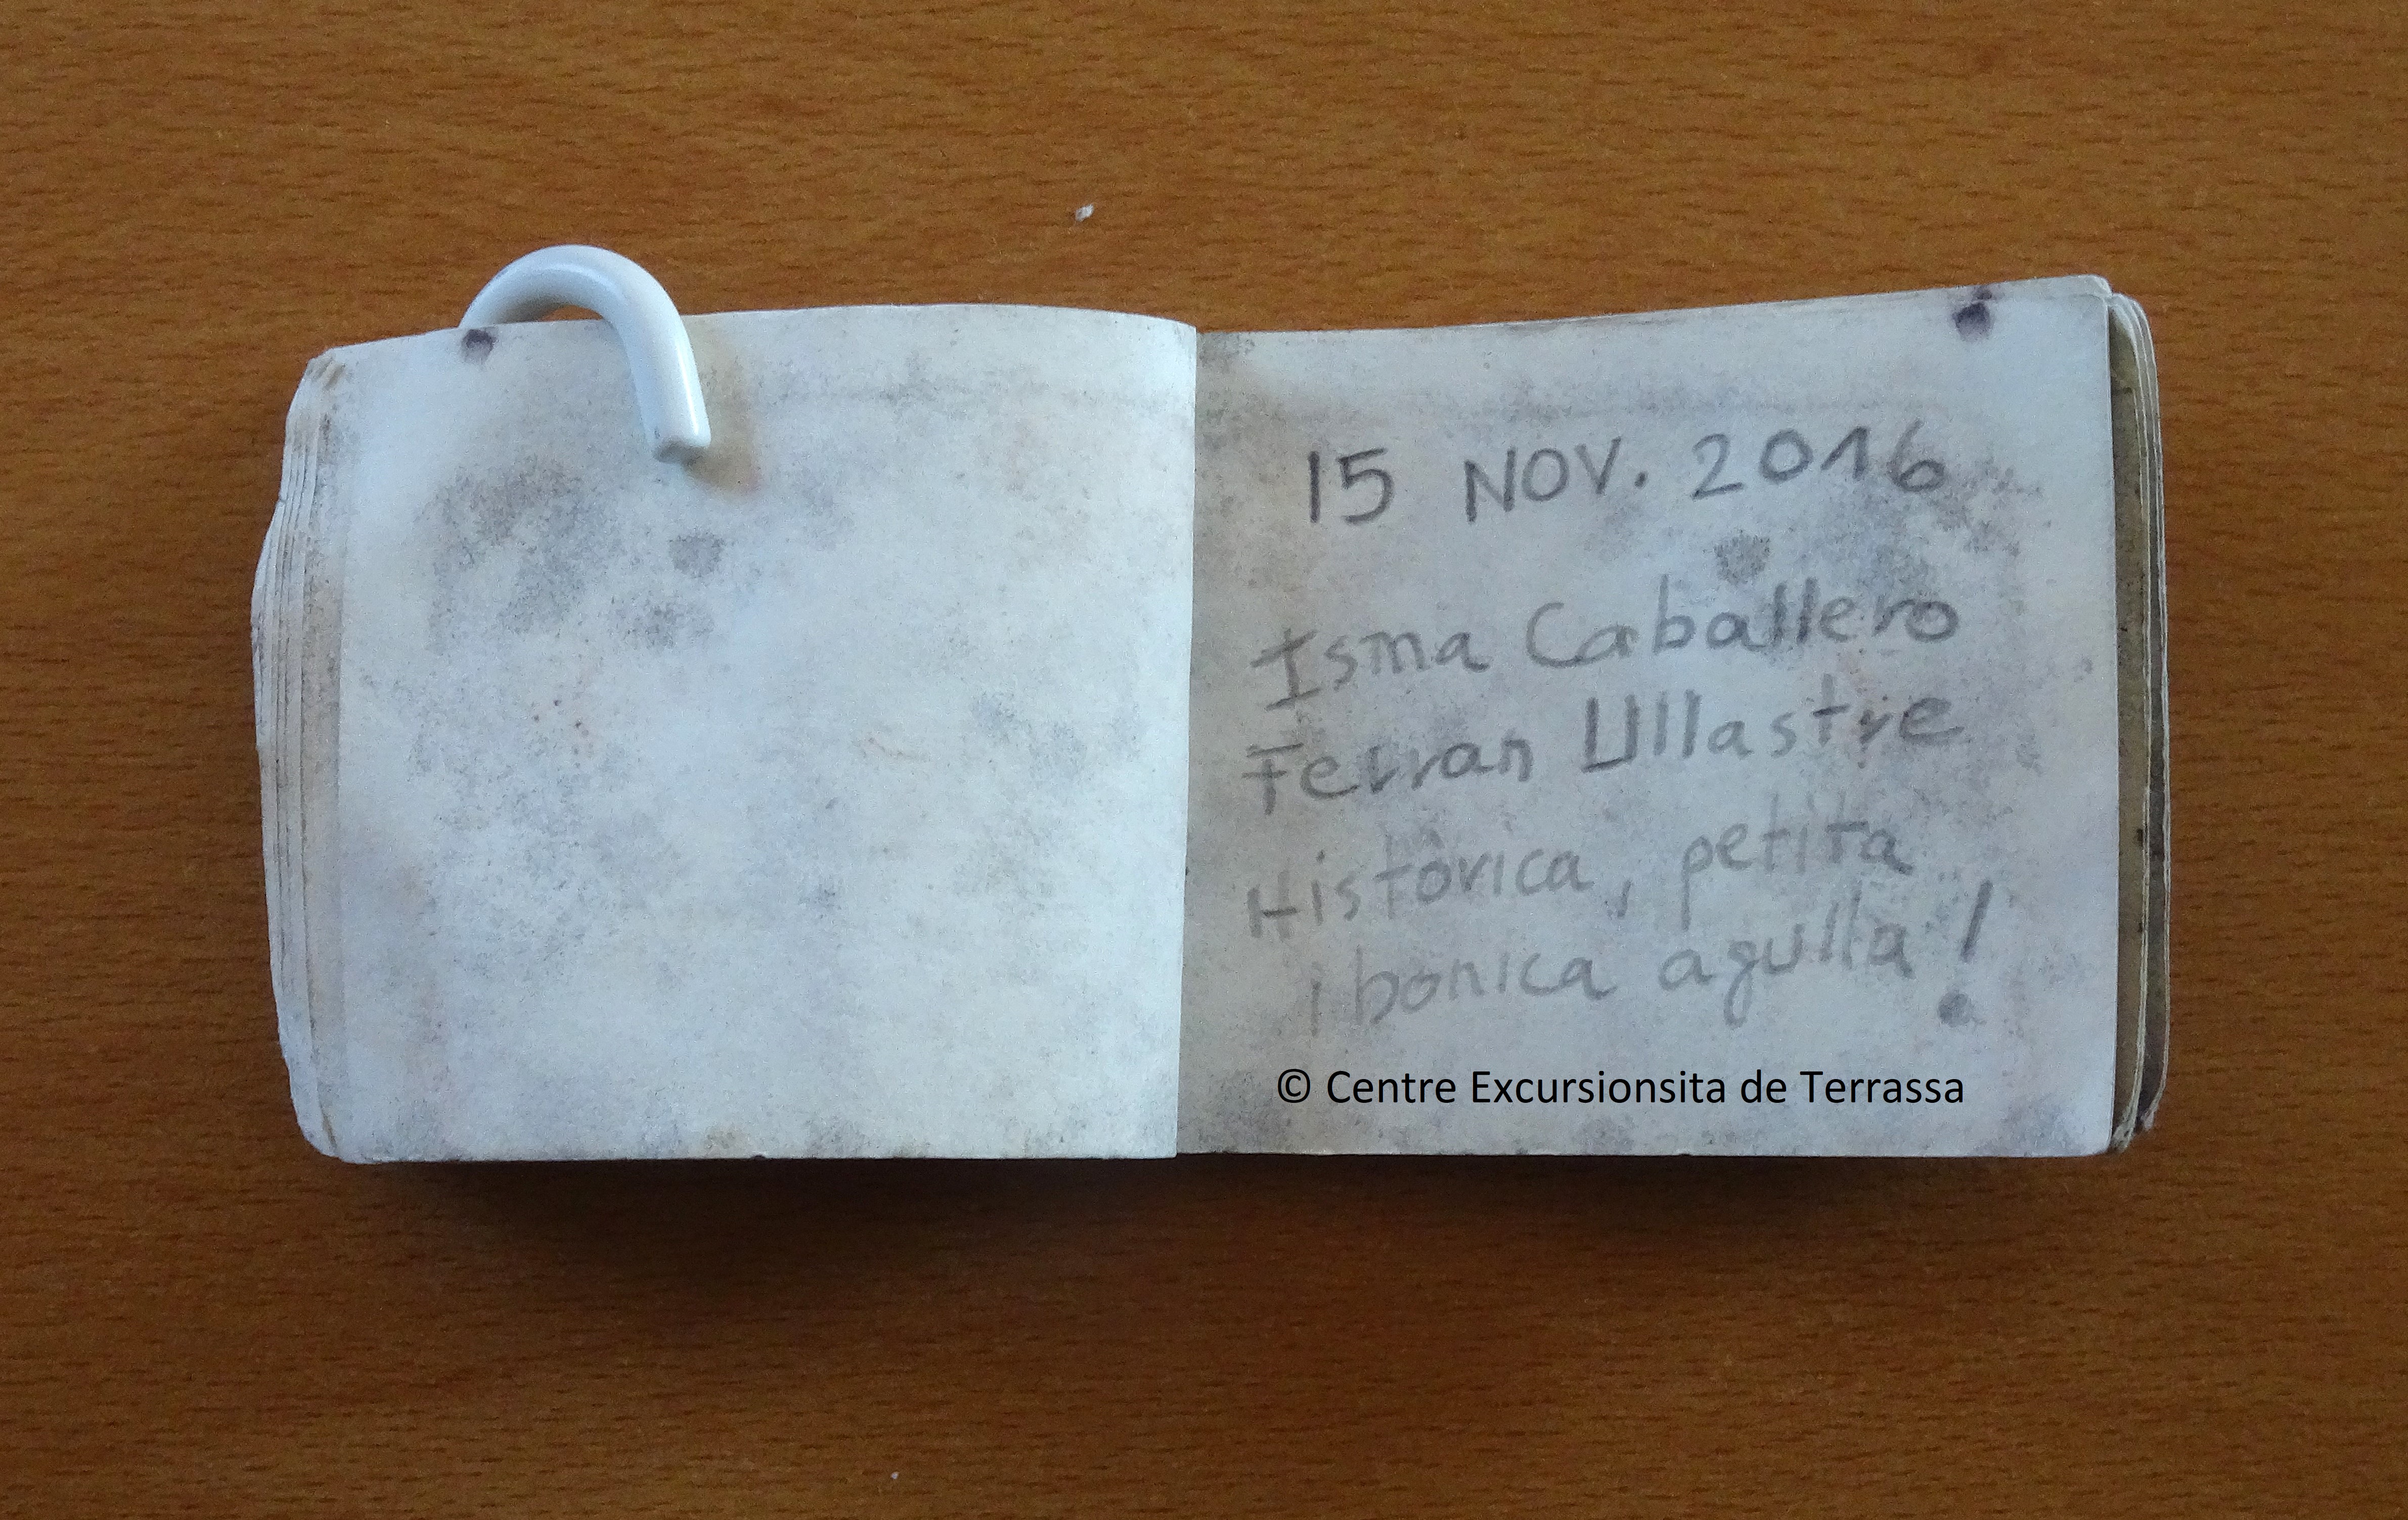 15 NOV. 2016
Isma Caballero
Ferran Ullastre
Històrica, petita
i bonica agulla!
© Centre Excursionsita de Terrassa